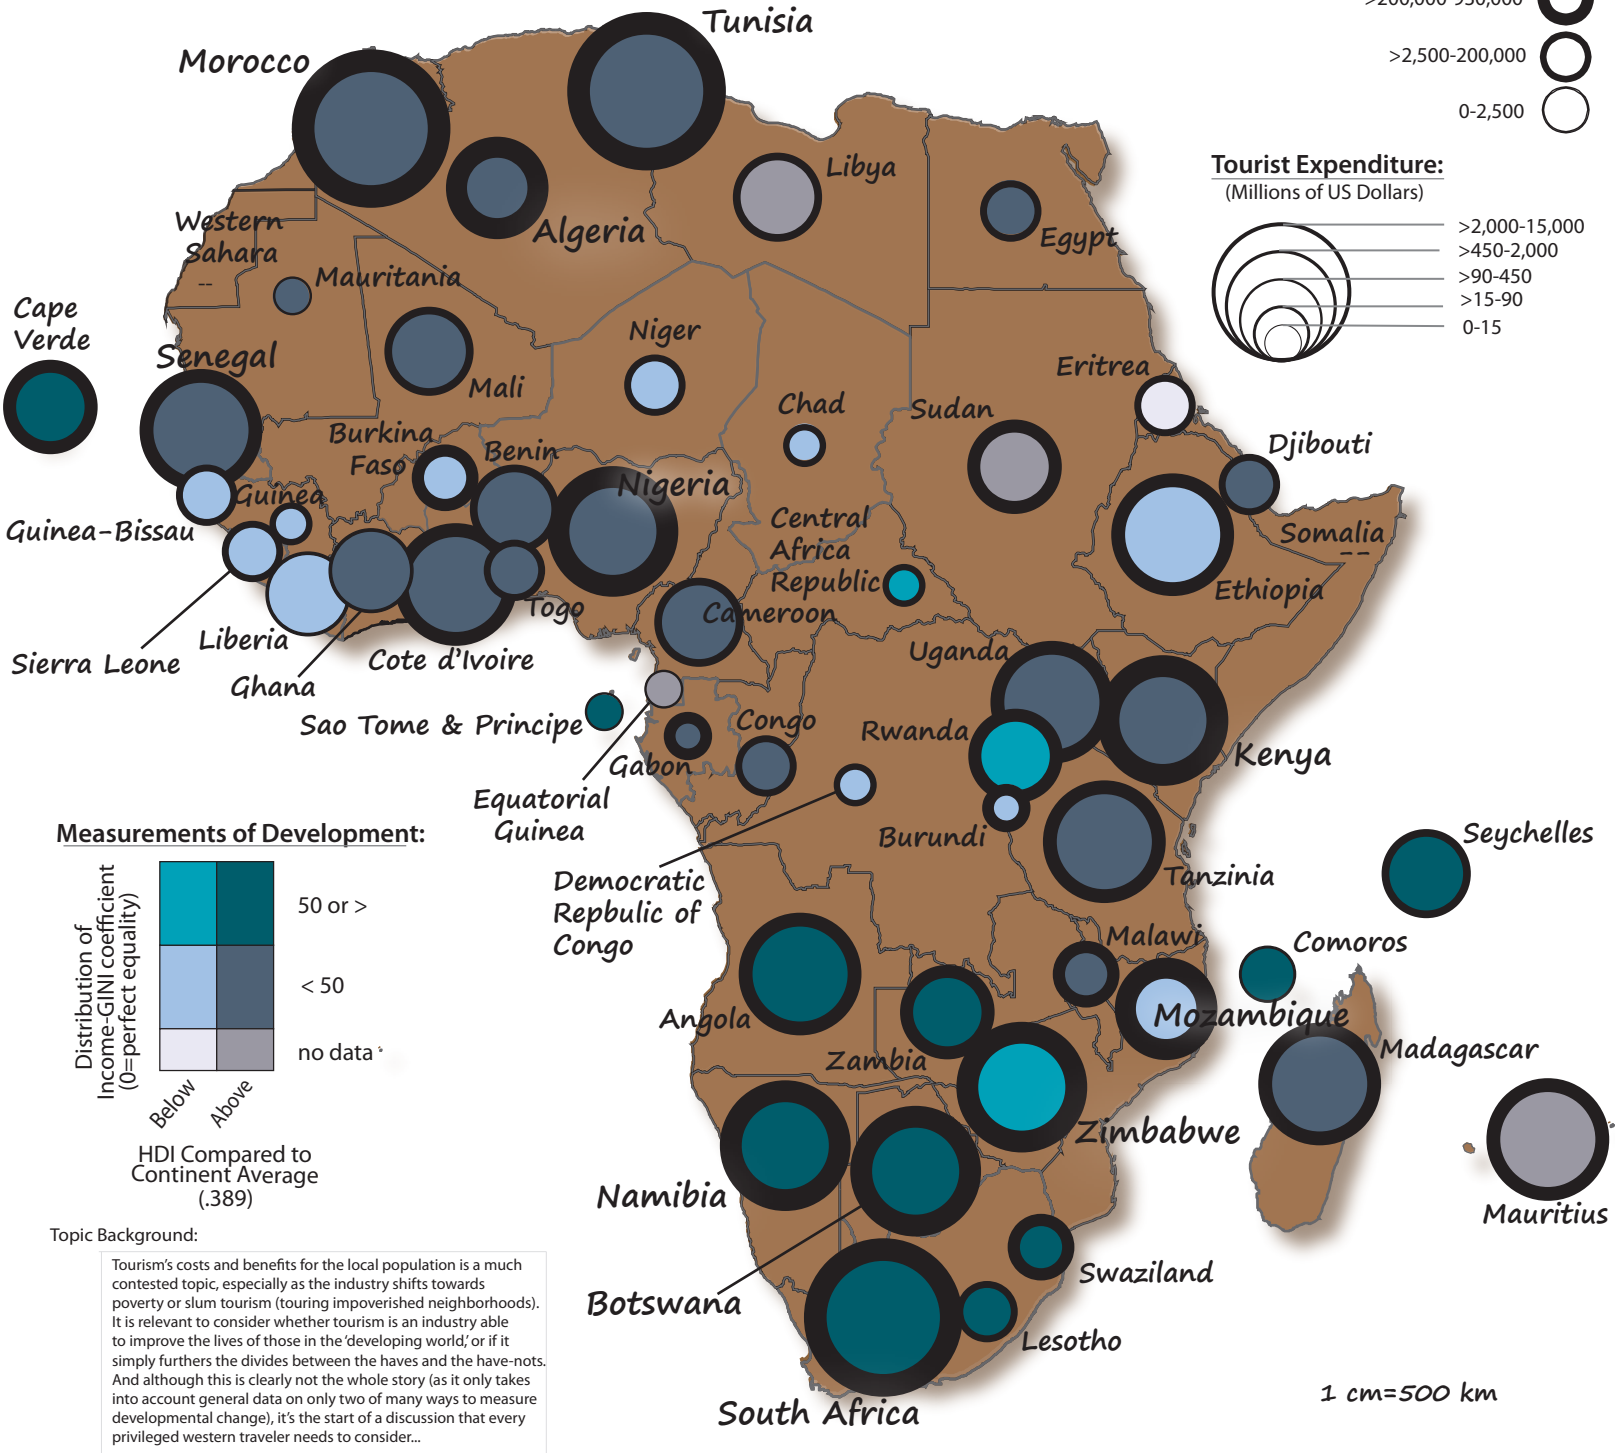 >200,000-950,000
>2,500-200,000
0-2,500
Tourist Expenditure:
(Millions of US Dollars)
>2,000-15,000
>450-2,000
>90-450
>15-90
0-15
Tunisia
Morocco
Libya
Algeria
Egypt
Western
Sahara
--
Mauritania
Cape
Verde
Senegal
Mali
Niger
Chad
Sudan
Eritrea
Djibouti
Burkina
Faso
Benin
Nigeria
Guinea
Guinea-Bissau
Central
Africa
Republic
Somalia
--
Ethiopia
Togo
Cameroon
Liberia
Sierra Leone
Cote d'Ivoire
Ghana
Uganda
Sao Tome & Principe
Congo
Rwanda
Kenya
Gabon
Equatorial
Guinea
Burundi
Seychelles
Democratic
Repbulic of
Congo
Tanzinia
Malawi
Comoros
Angola
Mozambique
Zambia
Madagascar
Zimbabwe
Namibia
Mauritius
Swaziland
Botswana
Lesotho
South Africa
1 cm=500 km
Measurements of Development:
Distribution of
Income-GINI coefficient
(0=perfect equality)
50 or >
< 50
no data
Below
Above
HDI Compared to
Continent Average
(.389)
Topic Background:
Tourism's costs and benefits for the local population is a much
contested topic, especially as the industry shifts towards
poverty or slum tourism (touring impoverished neighborhoods).
It is relevant to consider whether tourism is an industry able
to improve the lives of those in the 'developing world,' or if it
simply furthers the divides between the haves and the have-nots.
And although this is clearly not the whole story (as it only takes
into account general data on only two of many ways to measure
developmental change), it's the start of a discussion that every
privileged western traveler needs to consider...